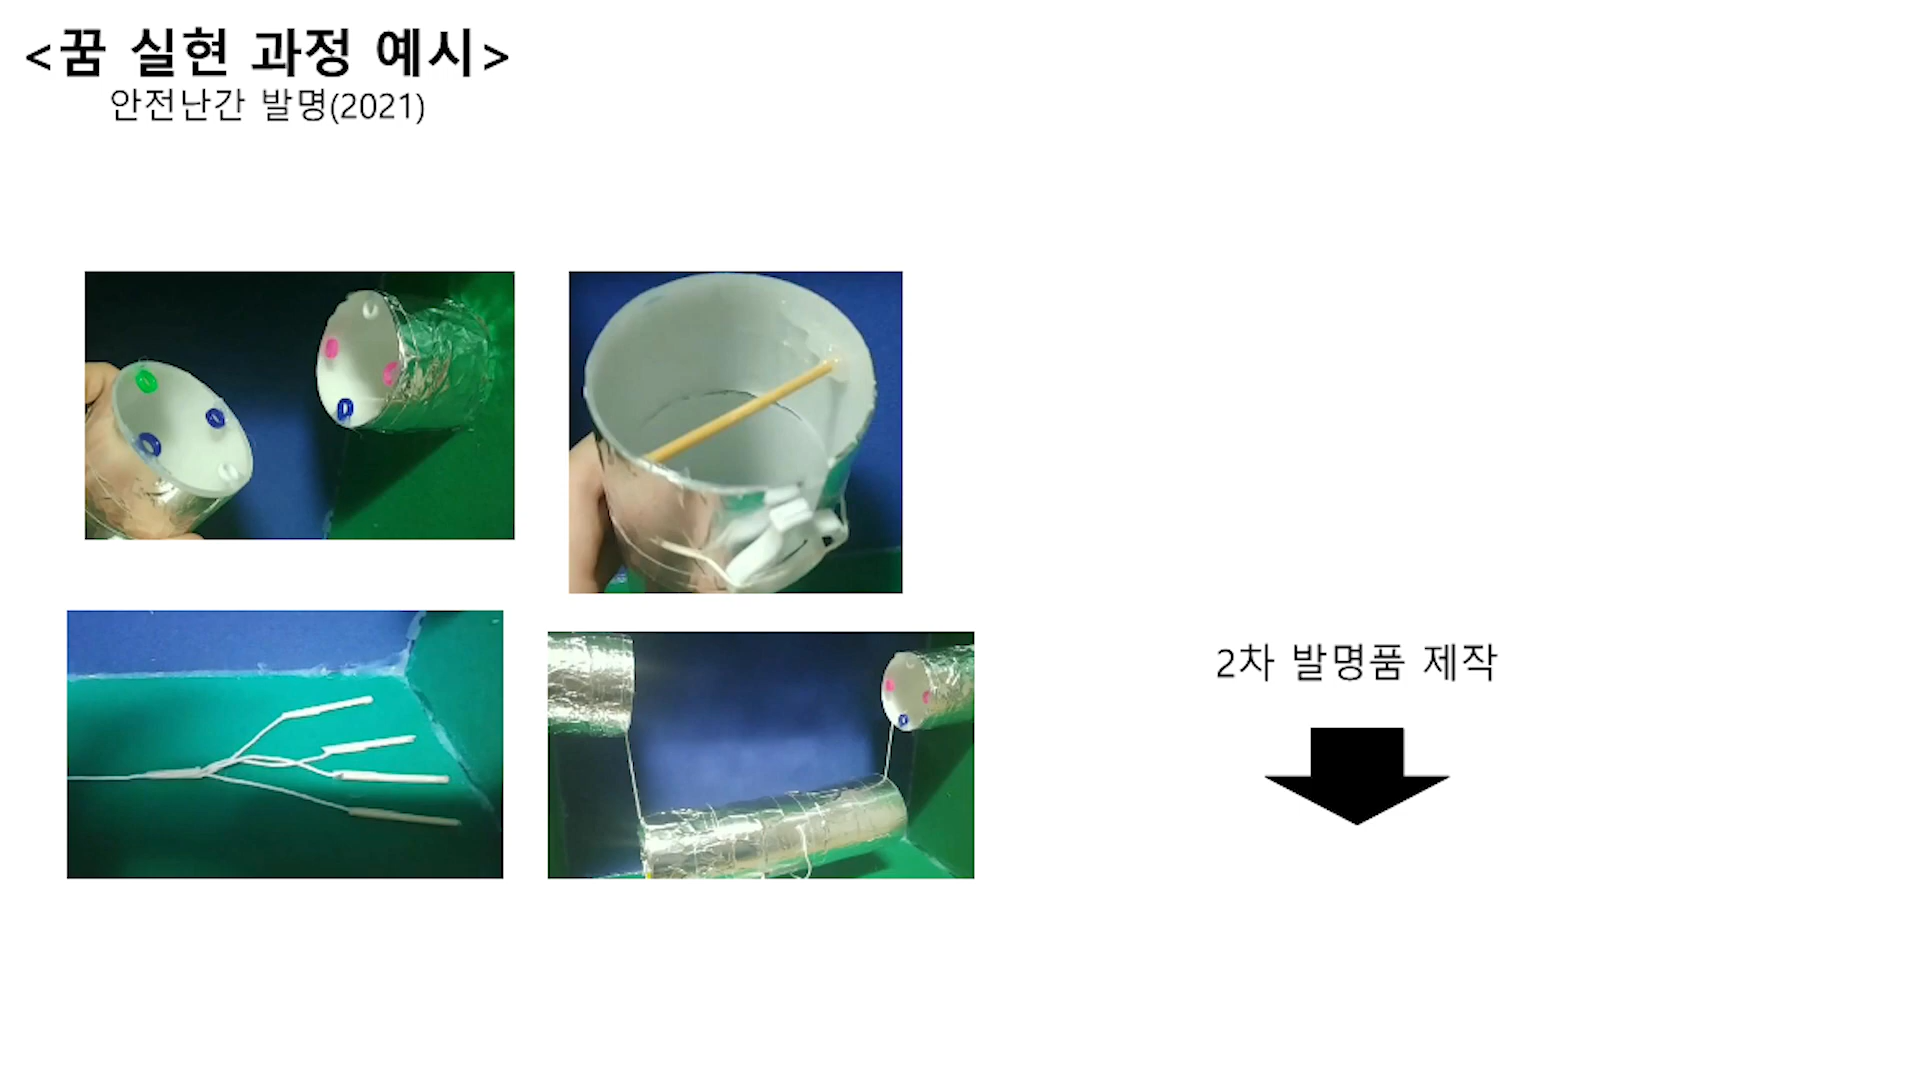 <꿈 실현 과정 예시>
안전난간 발명(2021)
2차 발명품 제작